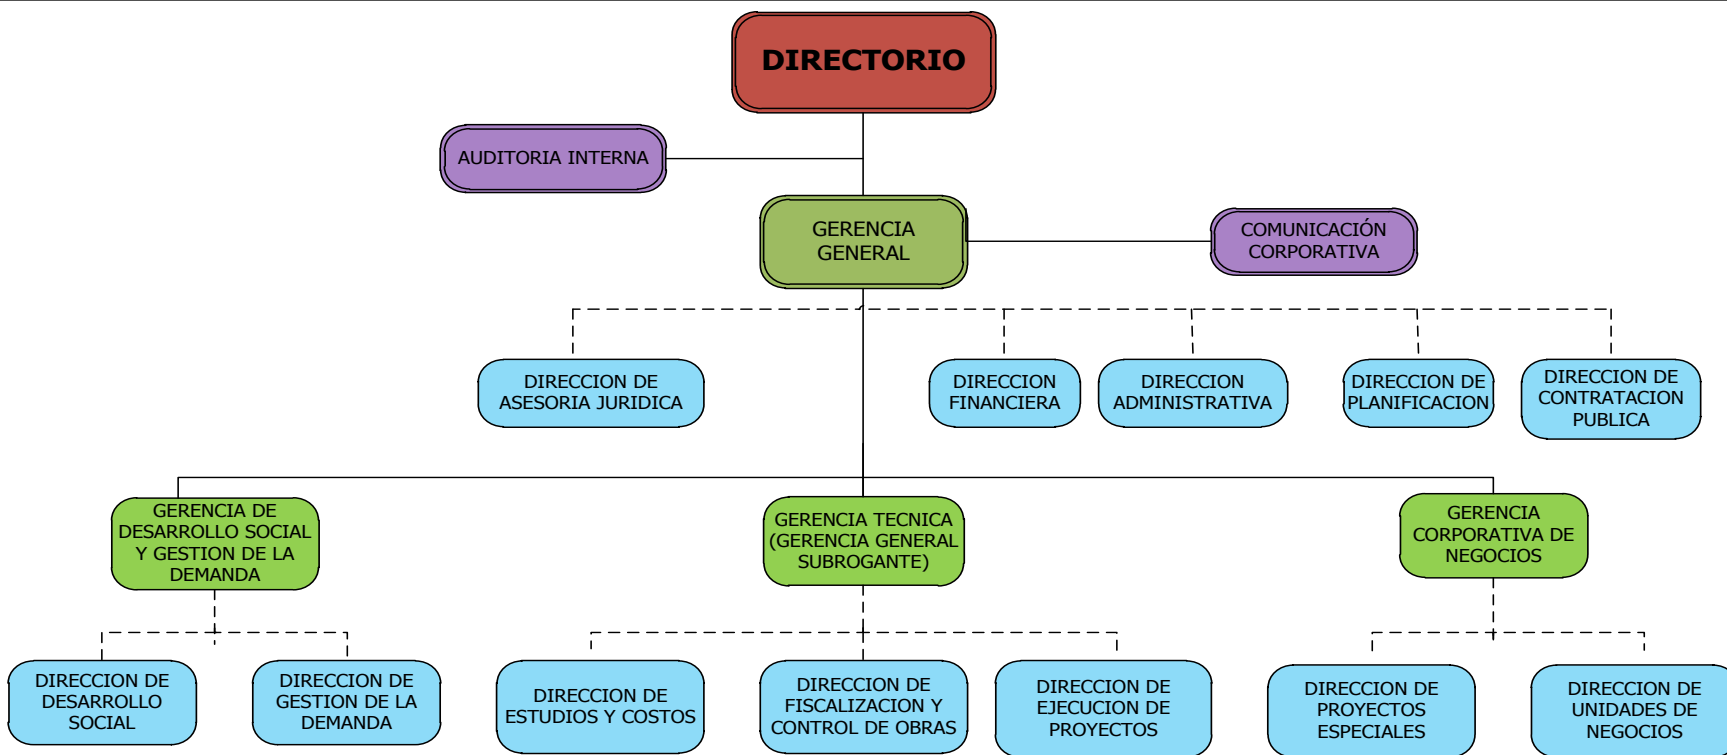 DIRECTORIO
AUDITORIA INTERNA
GERENCIA
GENERAL
COMUNICACIÓN
CORPORATIVA
DIRECCION DE
ASESORIA JURIDICA
DIRECCION
FINANCIERA
DIRECCION
ADMINISTRATIVA
DIRECCION DE
PLANIFICACION
DIRECCION DE
CONTRATACION
PUBLICA
GERENCIA DE
DESARROLLO SOCIAL
Y GESTION DE LA
DEMANDA
GERENCIA TECNICA
(GERENCIA GENERAL
SUBROGANTE)
GERENCIA
CORPORATIVA DE
NEGOCIOS
DIRECCION DE
DESARROLLO
SOCIAL
DIRECCION DE
GESTION DE LA
DEMANDA
DIRECCION DE
ESTUDIOS Y COSTOS
DIRECCION DE
FISCALIZACION Y
CONTROL DE OBRAS
DIRECCION DE
EJECUCION DE
PROYECTOS
DIRECCION DE
PROYECTOS
ESPECIALES
DIRECCION DE
UNIDADES DE
NEGOCIOS